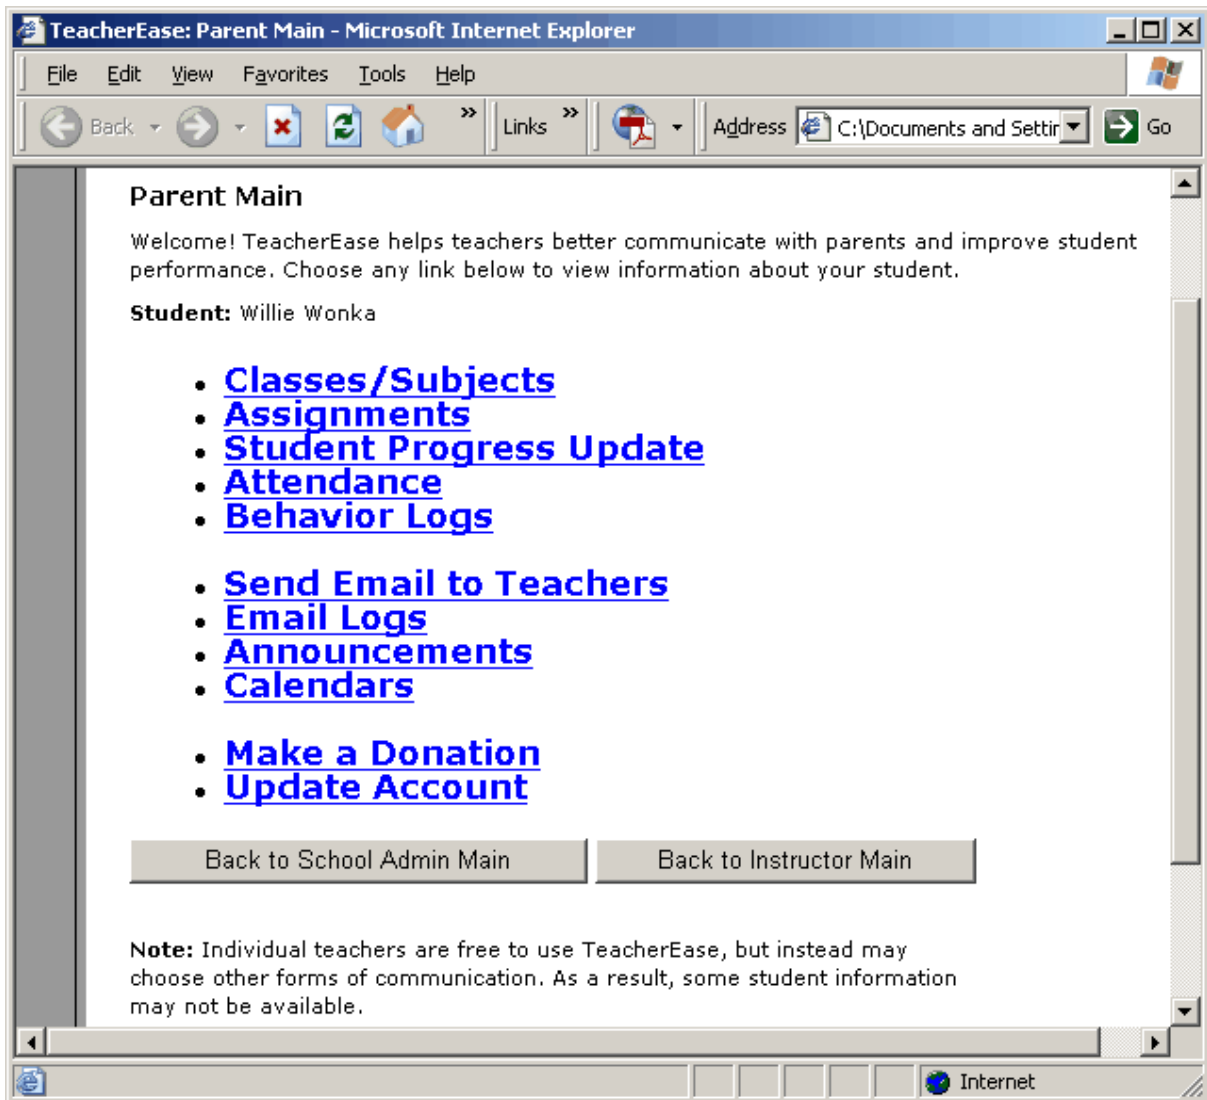 TeacherEase: Parent Main - Microsoft Internet Explorer
File Edit View Favorites Tools Help
Back Links Address C:\Documents and Settir Go
Parent Main
Welcome! TeacherEase helps teachers better communicate with parents and improve student
performance. Choose any link below to view information about your student.
Student: Willie Wonka
Classes/Subjects
Assignments
Student Progress Update
Attendance
Behavior Logs
Send Email to Teachers
Email Logs
Announcements
Calendars
Make a Donation
Update Account
Back to School Admin Main Back to Instructor Main
Note: Individual teachers are free to use TeacherEase, but instead may
choose other forms of communication. As a result, some student information
may not be available.
Internet